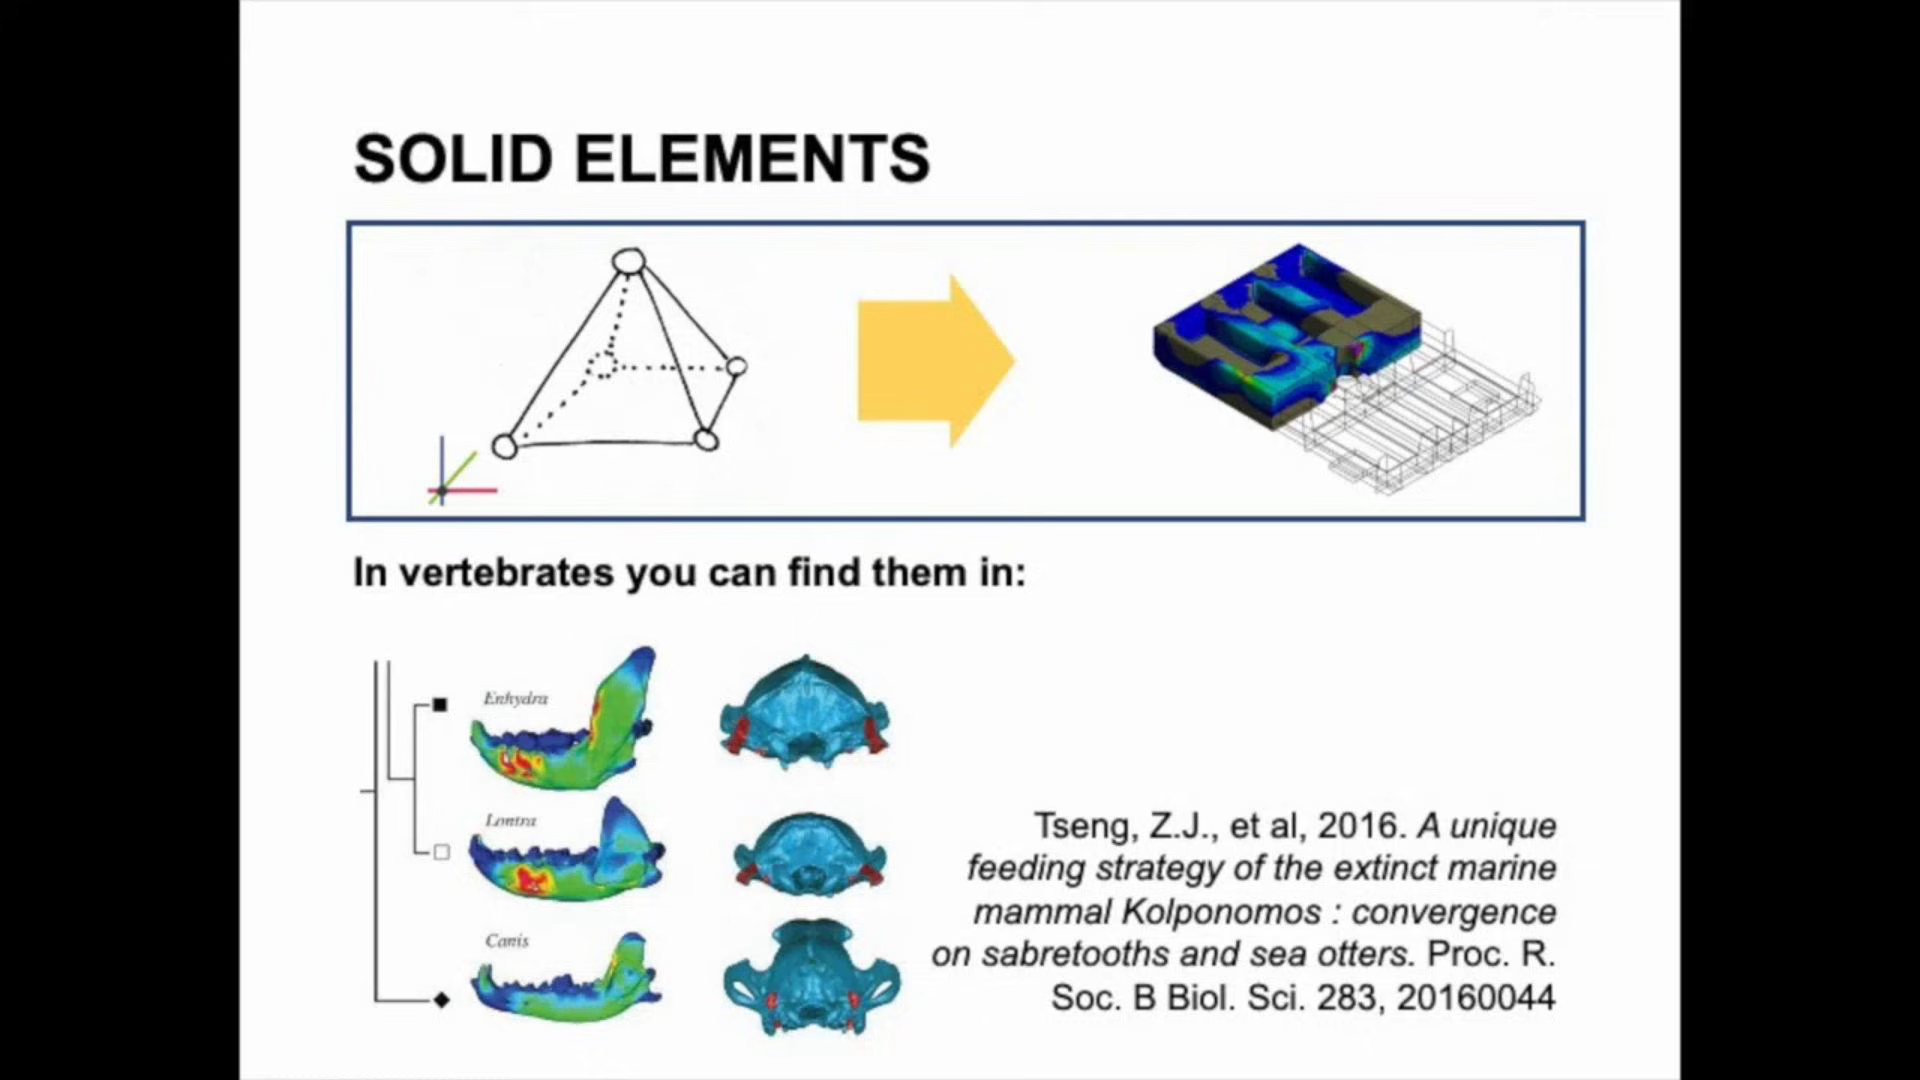 SOLID ELEMENTS
In vertebrates you can find them in:
Enhydra
Lontra
Canis
Tseng, Z.J., et al, 2016. A unique
feeding strategy of the extinct marine
mammal Kolponomos : convergence
on sabretooths and sea otters. Proc. R.
Soc. B Biol. Sci. 283, 20160044